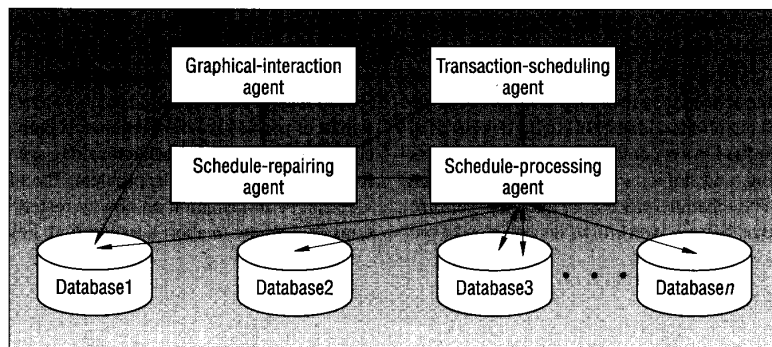 Graphical-interaction
agent
Transaction-scheduling
agent
Schedule-repairing
agent
Schedule-processing
agent
Database1
Database2
Database3
• • •
Databasen